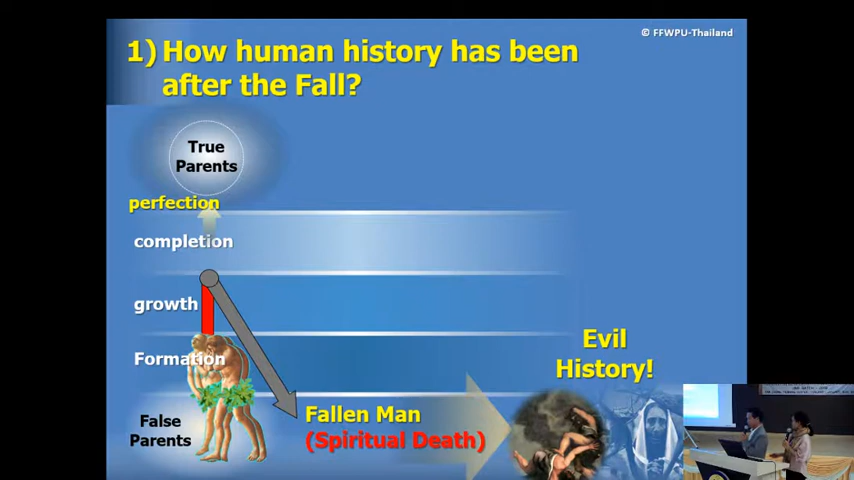 © FFWPU-Thailand
1) How human history has been
after the Fall?
True
Parents
perfection
completion
growth
Formation
Evil
History!
False
Parents
Fallen Man
(Spiritual Death)